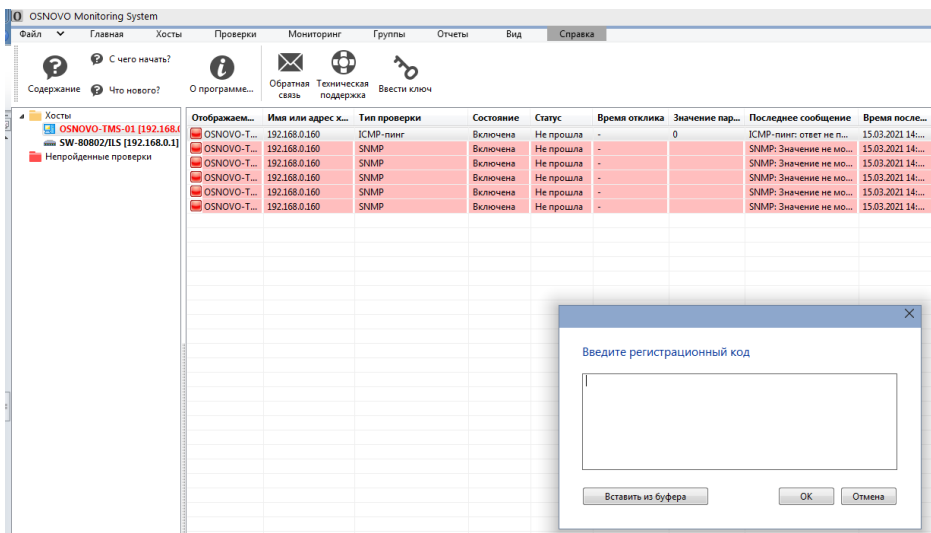 OSNOVO Monitoring System
Файл Главная Хосты Проверки Мониторинг Группы Отчеты Вид Справка
Содержание С чего начать? Что нового? О программе... Обратная связь Техническая поддержка Ввести ключ
Хосты
OSNOVO-TMS-01 [192.168.0
SW-80802/ILS [192.168.0.1]
Непройденные проверки
Отображаем... Имя или адрес х... Тип проверки Состояние Статус Время отклика Значение пар... Последнее сообщение Время после...
OSNOVO-T... 192.168.0.160 ICMP-пинг Включена Не прошла - 0 ICMP-пинг: ответ не п... 15.03.2021 14:...
OSNOVO-T... 192.168.0.160 SNMP Включена Не прошла - SNMP: Значение не мо... 15.03.2021 14:...
OSNOVO-T... 192.168.0.160 SNMP Включена Не прошла - SNMP: Значение не мо... 15.03.2021 14:...
OSNOVO-T... 192.168.0.160 SNMP Включена Не прошла - SNMP: Значение не мо... 15.03.2021 14:...
OSNOVO-T... 192.168.0.160 SNMP Включена Не прошла - SNMP: Значение не мо... 15.03.2021 14:...
OSNOVO-T... 192.168.0.160 SNMP Включена Не прошла - SNMP: Значение не мо... 15.03.2021 14:...
Введите регистрационный код
Вставить из буфера OK Отмена